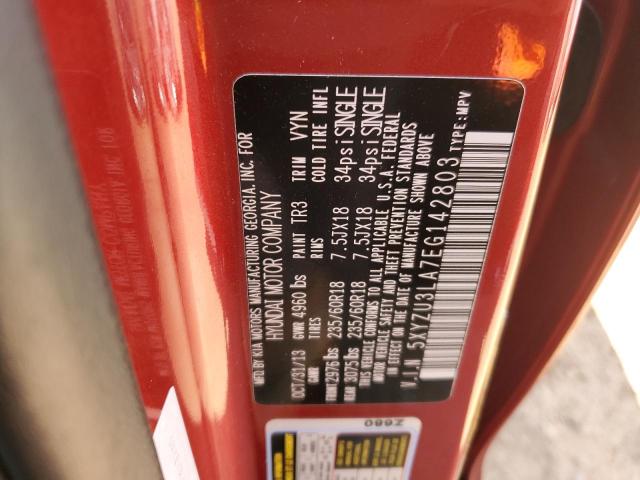 MFG.BY KIA MOTORS MANUFACTURING GEORGIA. INC. FOR
HYUNDAI MOTOR COMPANY
OCT/31/13 GVWR 4960 lbs PAINT TR3 TRIM VYN
GAWR TIRES RIMS COLD TIRE INFL
FRONT 2976 lbs 235/60R18 7.5JX18 34psi SINGLE
REAR 3075 lbs 235/60R18 7.5JX18 34psi SINGLE
THIS VEHICLE CONFORMS TO ALL APPLICABLE U.S.A. FEDERAL
MOTOR VEHICLE SAFETY AND THEFT PREVENTION STANDARDS
IN EFFECT ON THE DATE OF MANUFACTURE SHOWN ABOVE
V.I.N. 5XYZU3LA7EG142803 TYPE:MPV
Z680